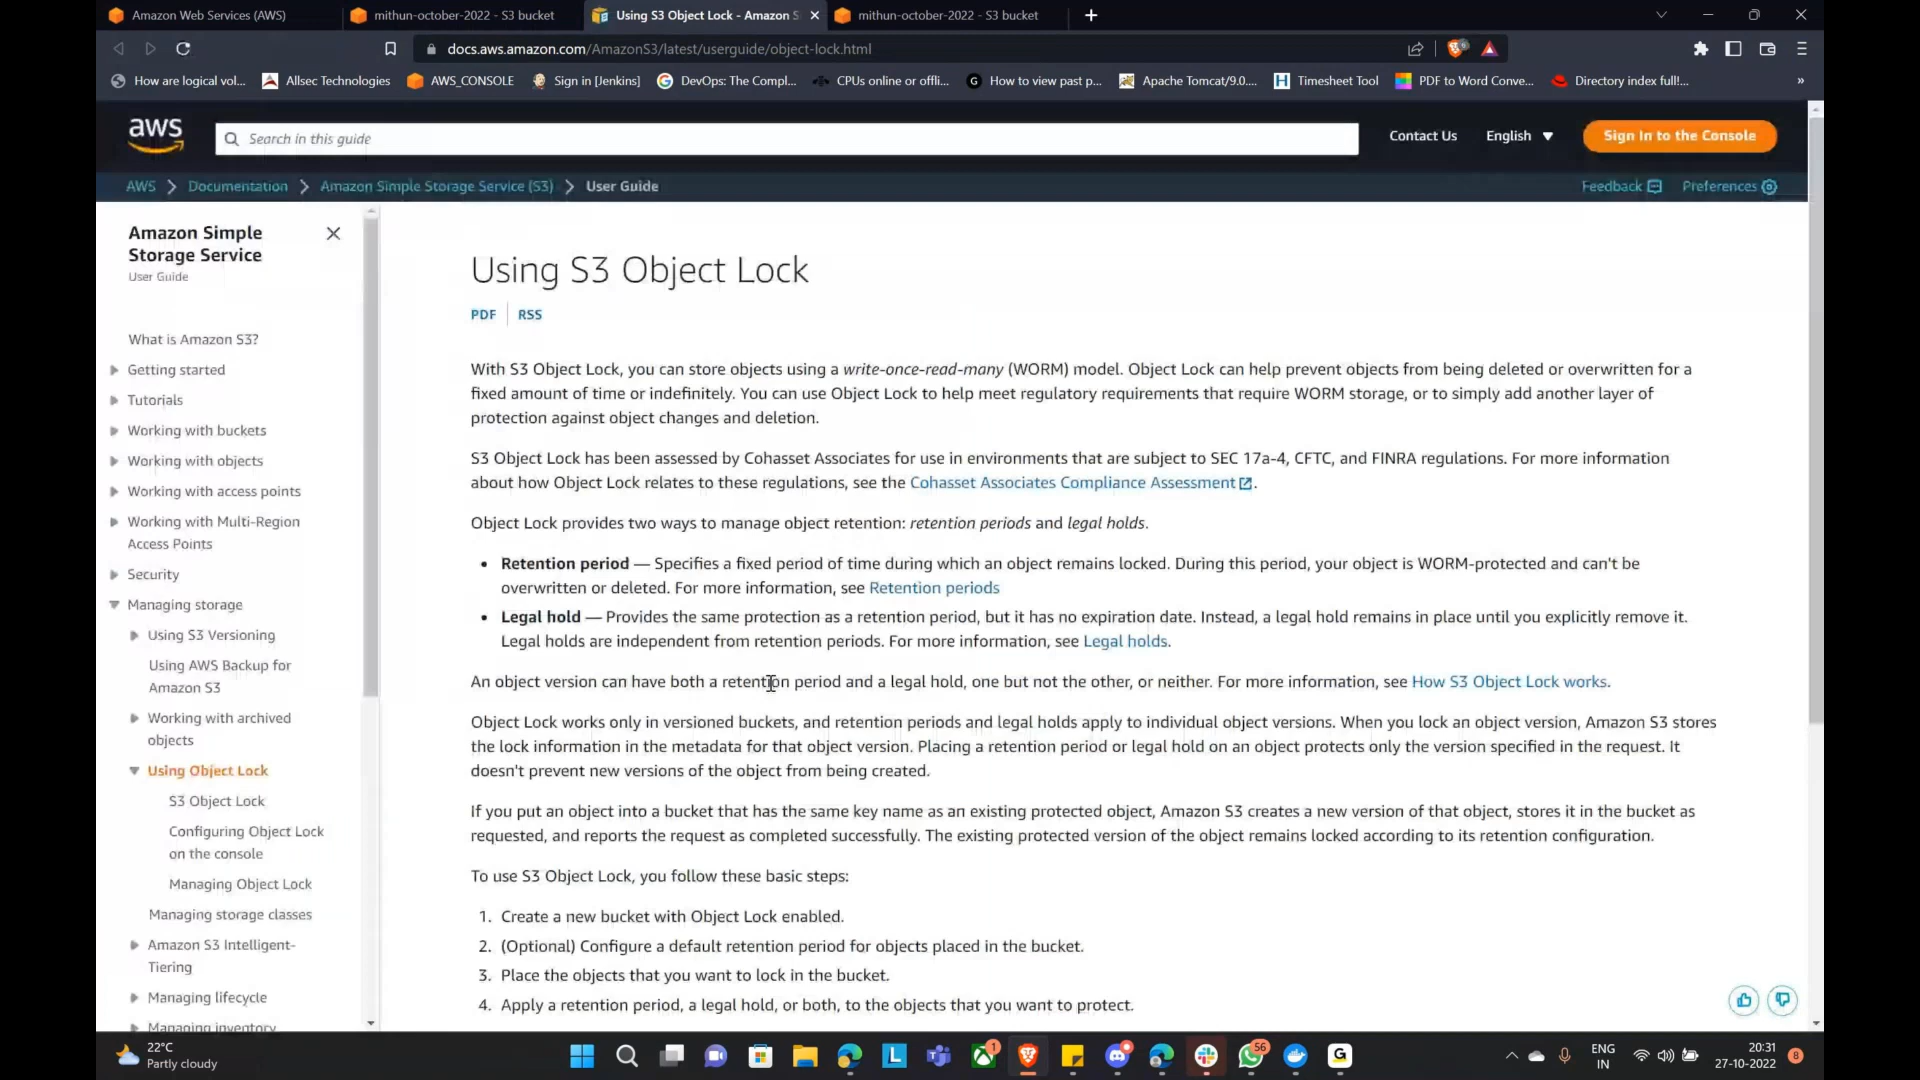 Amazon Web Services (AWS)
mithun-october-2022 - S3 bucket
Using S3 Object Lock - Amazon S
mithun-october-2022 - S3 bucket
docs.aws.amazon.com/AmazonS3/latest/userguide/object-lock.html
How are logical vol...
Allsec Technologies
AWS_CONSOLE
Sign in [Jenkins]
DevOps: The Compl...
CPUs online or offli...
How to view past p...
Apache Tomcat/9.0....
Timesheet Tool
PDF to Word Conve...
Directory index full!...
»
aws
Search in this guide
Contact Us
English
Sign In to the Console
AWS
Documentation
Amazon Simple Storage Service (S3)
User Guide
Feedback
Preferences
Amazon Simple
Storage Service
User Guide
What is Amazon S3?
Getting started
Tutorials
Working with buckets
Working with objects
Working with access points
Working with Multi-Region
Access Points
Security
Managing storage
Using S3 Versioning
Using AWS Backup for
Amazon S3
Working with archived
objects
Using Object Lock
S3 Object Lock
Configuring Object Lock
on the console
Managing Object Lock
Managing storage classes
Amazon S3 Intelligent-
Tiering
Managing lifecycle
Managing inventory
Using S3 Object Lock
PDF
RSS
With S3 Object Lock, you can store objects using a write-once-read-many (WORM) model. Object Lock can help prevent objects from being deleted or overwritten for a
fixed amount of time or indefinitely. You can use Object Lock to help meet regulatory requirements that require WORM storage, or to simply add another layer of
protection against object changes and deletion.
S3 Object Lock has been assessed by Cohasset Associates for use in environments that are subject to SEC 17a-4, CFTC, and FINRA regulations. For more information
about how Object Lock relates to these regulations, see the Cohasset Associates Compliance Assessment.
Object Lock provides two ways to manage object retention: retention periods and legal holds.
• Retention period — Specifies a fixed period of time during which an object remains locked. During this period, your object is WORM-protected and can't be
overwritten or deleted. For more information, see Retention periods
• Legal hold — Provides the same protection as a retention period, but it has no expiration date. Instead, a legal hold remains in place until you explicitly remove it.
Legal holds are independent from retention periods. For more information, see Legal holds.
An object version can have both a retention period and a legal hold, one but not the other, or neither. For more information, see How S3 Object Lock works.
Object Lock works only in versioned buckets, and retention periods and legal holds apply to individual object versions. When you lock an object version, Amazon S3 stores
the lock information in the metadata for that object version. Placing a retention period or legal hold on an object protects only the version specified in the request. It
doesn't prevent new versions of the object from being created.
If you put an object into a bucket that has the same key name as an existing protected object, Amazon S3 creates a new version of that object, stores it in the bucket as
requested, and reports the request as completed successfully. The existing protected version of the object remains locked according to its retention configuration.
To use S3 Object Lock, you follow these basic steps:
1. Create a new bucket with Object Lock enabled.
2. (Optional) Configure a default retention period for objects placed in the bucket.
3. Place the objects that you want to lock in the bucket.
4. Apply a retention period, a legal hold, or both, to the objects that you want to protect.
22°C
Partly cloudy
1
56
ENG
IN
20:31
27-10-2022
8